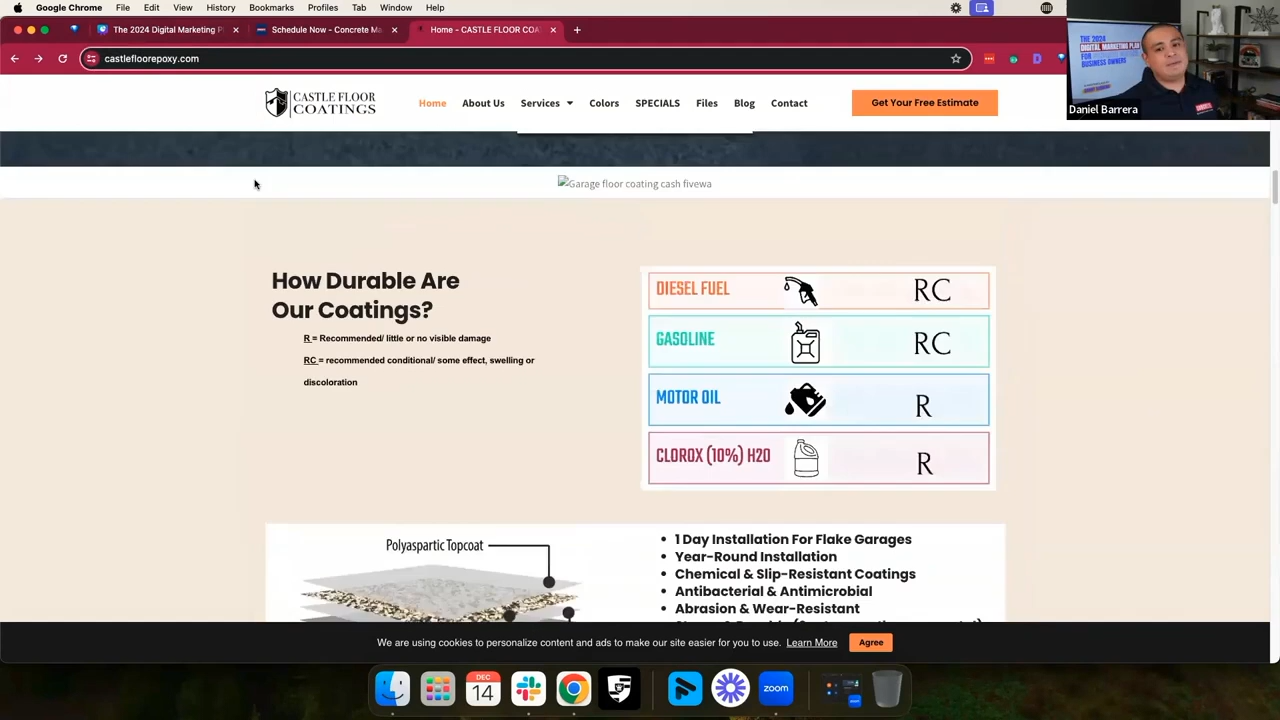 Google Chrome File Edit View History Bookmarks Profiles Tab Window Help
The 2024 Digital Marketing P
Schedule Now - Concrete Ma
Home - CASTLE FLOOR COA
castlefloorepoxy.com
CASTLE FLOOR
COATINGS
Home About Us Services Colors SPECIALS Files Blog Contact
Get Your Free Estimate
THE 2024
DIGITAL MARKETING PLAN
BUSINESS OWNERS
Daniel Barrera
Garage floor coating cash fivewa
How Durable Are
Our Coatings?
R = Recomended/ little or no visible damage
RC = recommended conditional/ some effect, swelling or
discoloration
DIESEL FUEL RC
GASOLINE RC
MOTOR OIL R
CLOROX (10%) H20 R
Polyaspartic Topcoat
1 Day Installation For Flake Garages
Year-Round Installation
Chemical & Slip-Resistant Coatings
Antibacterial & Antimicrobial
Abrasion & Wear-Resistant
We are using cookies to personalize content and ads to make our site easier for you to use. Learn More
Agree
DEC
14
zoom